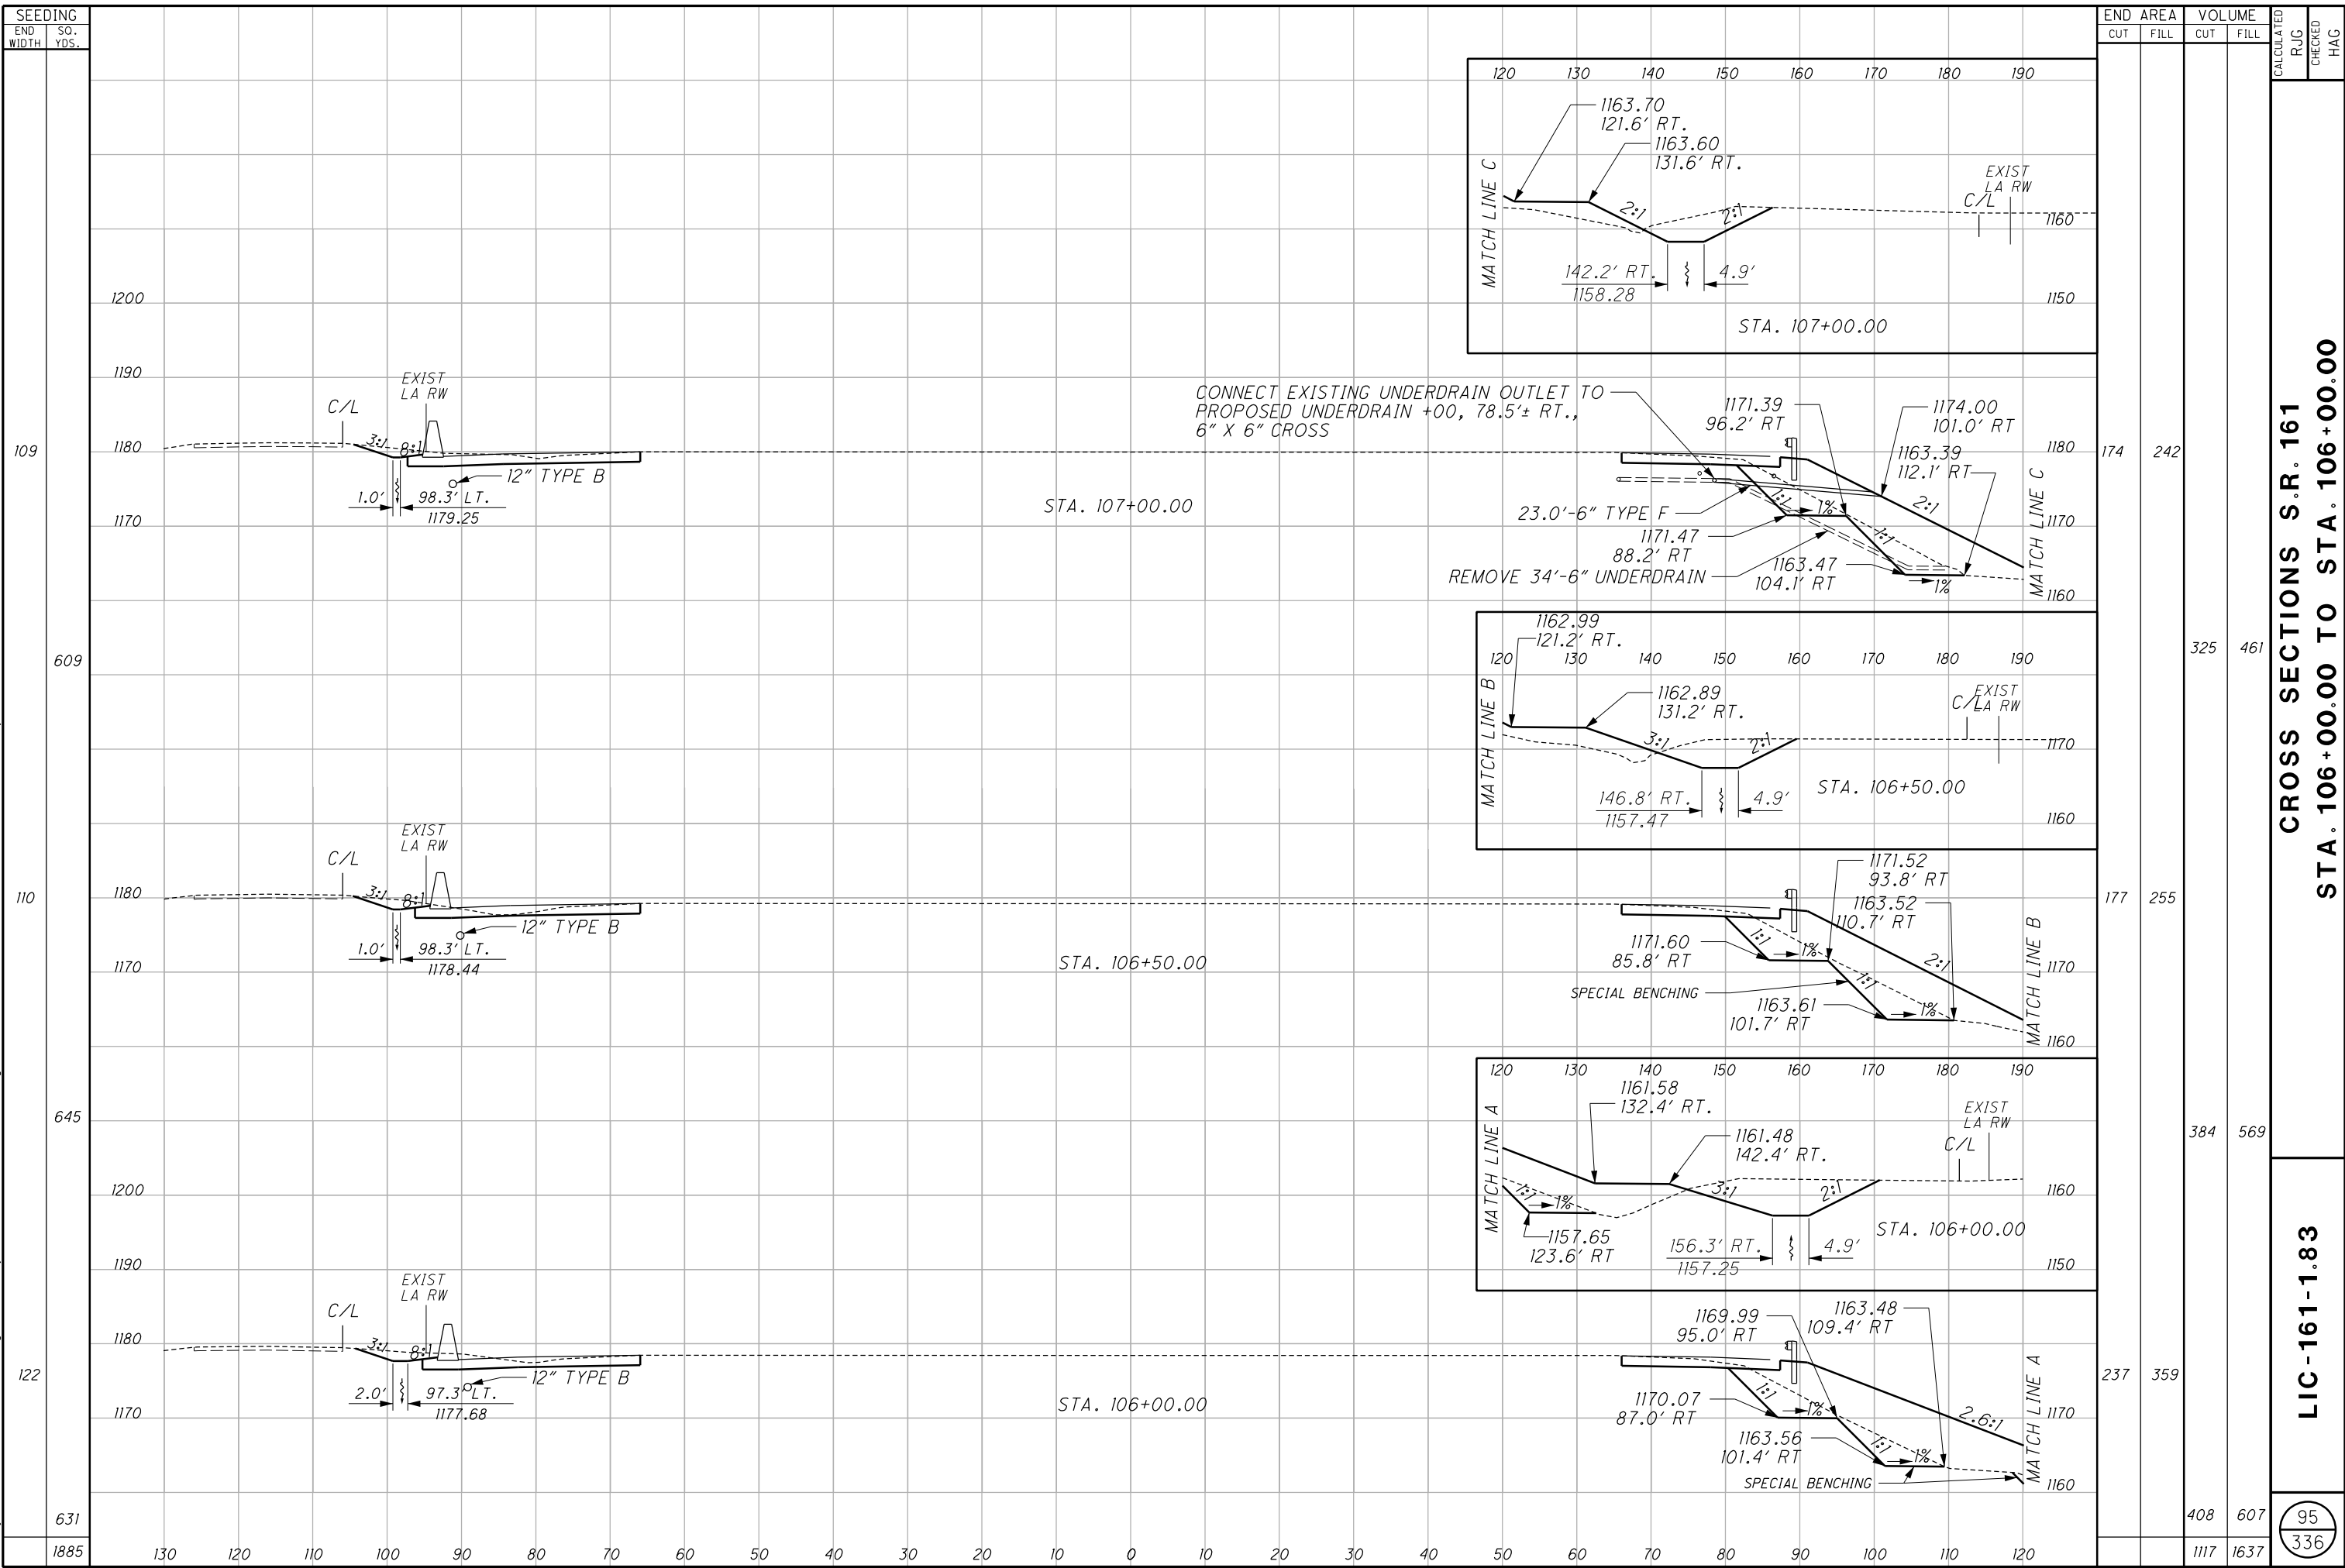 SEEDING
END WIDTH
SQ. YDS.
END AREA
VOLUME
CUT
FILL
CUT
FILL
CALCULATED
RJG
CHECKED
HAG
120 130 140 150 160 170 180 190
1163.70
121.6' RT.
1163.60
131.6' RT.
MATCH LINE C
2:1
2:1
EXIST
LA RW
C/L
1160
142.2' RT.
4.9'
1158.28
1150
STA. 107+00.00
1200
1190
EXIST
LA RW
C/L
109
1180
3:1
8:1
12" TYPE B
1.0'
98.3' LT.
1179.25
1170
STA. 107+00.00
CONNECT EXISTING UNDERDRAIN OUTLET TO
PROPOSED UNDERDRAIN +00, 78.5'± RT.,
6" X 6" CROSS
1171.39
96.2' RT
1174.00
101.0' RT
1163.39
112.1' RT
1180
174
242
23.0'-6" TYPE F
1:1
1%
1:1
2:1
1171.47
88.2' RT
1170
REMOVE 34'-6" UNDERDRAIN
1163.47
104.1' RT
1%
MATCH LINE C
1160
609
325
461
1162.99
121.2' RT.
120 130 140 150 160 170 180 190
MATCH LINE B
1162.89
131.2' RT.
3:1
2:1
EXIST
LA RW
C/L
1170
146.8' RT.
4.9'
1157.47
STA. 106+50.00
1160
EXIST
LA RW
C/L
110
1180
3:1
8:1
12" TYPE B
1.0'
98.3' LT.
1178.44
1170
STA. 106+50.00
1171.52
93.8' RT
1163.52
110.7' RT
177
255
1171.60
85.8' RT
1:1
1%
1:1
2:1
1170
SPECIAL BENCHING
1163.61
101.7' RT
1%
MATCH LINE B
1160
645
384
569
120 130 140 150 160 170 180 190
1161.58
132.4' RT.
MATCH LINE A
1161.48
142.4' RT.
EXIST
LA RW
C/L
1:1
1%
3:1
2:1
1160
1157.65
123.6' RT
156.3' RT.
4.9'
1157.25
STA. 106+00.00
1150
1200
1190
EXIST
LA RW
C/L
122
1180
3:1
8:1
12" TYPE B
2.0'
97.3' LT.
1177.68
1170
STA. 106+00.00
1169.99
95.0' RT
1163.48
109.4' RT
237
359
1170.07
87.0' RT
1:1
1%
2.6:1
1170
1163.56
101.4' RT
1:1
1%
SPECIAL BENCHING
MATCH LINE A
1160
631
408
607
1885
1117
1637
130 120 110 100 90 80 70 60 50 40 30 20 10 0 10 20 30 40 50 60 70 80 90 100 110 120
CROSS SECTIONS S.R. 161
STA. 106+00.00 TO STA. 106+00.00
LIC-161-1.83
95
336